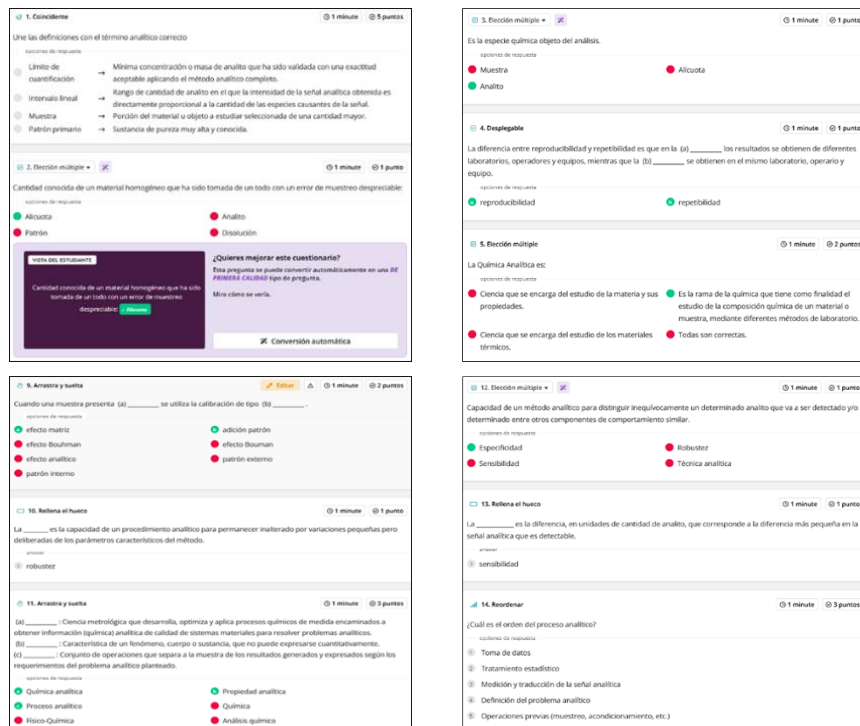 1. Coincidente
1 minute
5 puntos
Une las definiciones con el término analítico correcto
opciones de respuesta
Límite de cuantificación → Mínima concentración o masa de analito que ha sido validada con una exactitud
aceptable aplicando el método analítico completo.
Intervalo lineal → Rango de cantidad de analito en el que la intensidad de la señal analítica obtenida es
directamente proporcional a la cantidad de las especies causantes de la señal.
Muestra → Porción del material u objeto a estudiar seleccionada de una cantidad mayor.
Patrón primario → Sustancia de pureza muy alta y conocida.
2. Elección múltiple
1 minute
1 punto
Cantidad conocida de un material homogéneo que ha sido tomada de un todo con un error de muestreo despreciable:
opciones de respuesta
Alícuota
Analito
Patrón
Disolución
VISTA DEL ESTUDIANTE
Cantidad conocida de un material homogéneo que ha sido
tomada de un todo con un error de muestreo
despreciable: Alícuota
¿Quieres mejorar este cuestionario?
Esta pregunta se puede convertir automáticamente en una DE
PRIMERA CALIDAD tipo de pregunta.
Mira cómo se vería.
Conversión automática
3. Elección múltiple
1 minute
1 punto
Es la especie química objeto del análisis.
opciones de respuesta
Muestra
Alícuota
Analito
4. Desplegable
1 minute
1 punto
La diferencia entre reproducibilidad y repetibilidad es que en la (a)________ los resultados se obtienen de diferentes
laboratorios, operadores y equipos, mientras que la (b)________ se obtienen en el mismo laboratorio, operario y
equipo.
opciones de respuesta
a reproducibilidad
b repetibilidad
5. Elección múltiple
1 minute
2 puntos
La Química Analítica es:
opciones de respuesta
Ciencia que se encarga del estudio de la materia y sus
propiedades.
Es la rama de la química que tiene como finalidad el
estudio de la composición química de un material o
muestra, mediante diferentes métodos de laboratorio.
Ciencia que se encarga del estudio de los materiales
térmicos.
Todas son correctas.
9. Arrastra y suelta
Editar
1 minute
2 puntos
Cuando una muestra presenta (a)________ se utiliza la calibración de tipo (b)________ .
opciones de respuesta
a efecto matriz
b adición patrón
efecto Bouhman
efecto Bouman
efecto analítico
patrón externo
patrón interno
10. Rellena el hueco
1 minute
1 punto
La ______ es la capacidad de un procedimiento analítico para permanecer inalterado por variaciones pequeñas pero
deliberadas de los parámetros característicos del método.
answer
robustez
11. Arrastra y suelta
1 minute
3 puntos
(a)________ : Ciencia metrológica que desarrolla, optimiza y aplica procesos químicos de medida encaminados a
obtener información (química) analítica de calidad de sistemas materiales para resolver problemas analíticos.
(b)________ : Característica de un fenómeno, cuerpo o sustancia, que no puede expresarse cuantitativamente.
(c)________ : Conjunto de operaciones que separa a la muestra de los resultados generados y expresados según los
requerimientos del problema analítico planteado.
opciones de respuesta
a Química analítica
b Propiedad analítica
c Proceso analítico
Química
Físico-Química
Análisis químico
12. Elección múltiple
1 minute
1 punto
Capacidad de un método analítico para distinguir inequívocamente un determinado analito que va a ser detectado y/o
determinado entre otros componentes de comportamiento similar.
opciones de respuesta
Especificidad
Robustez
Sensibilidad
Técnica analítica
13. Rellena el hueco
1 minute
1 punto
La ________ es la diferencia, en unidades de cantidad de analito, que corresponde a la diferencia más pequeña en la
señal analítica que es detectable.
answer
sensibilidad
14. Reordenar
1 minute
3 puntos
¿Cuál es el orden del proceso analítico?
opciones de respuesta
1 Toma de datos
2 Tratamiento estadístico
3 Medición y traducción de la señal analítica
4 Definición del problema analítico
5 Operaciones previas (muestreo, acondicionamiento, etc.)